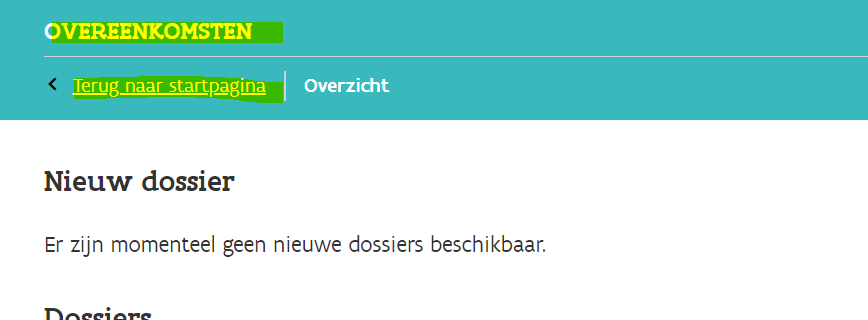 OVEREENKOMSTEN
Terug naar startpagina Overzicht
Nieuw dossier
Er zijn momenteel geen nieuwe dossiers beschikbaar.
Dossiers